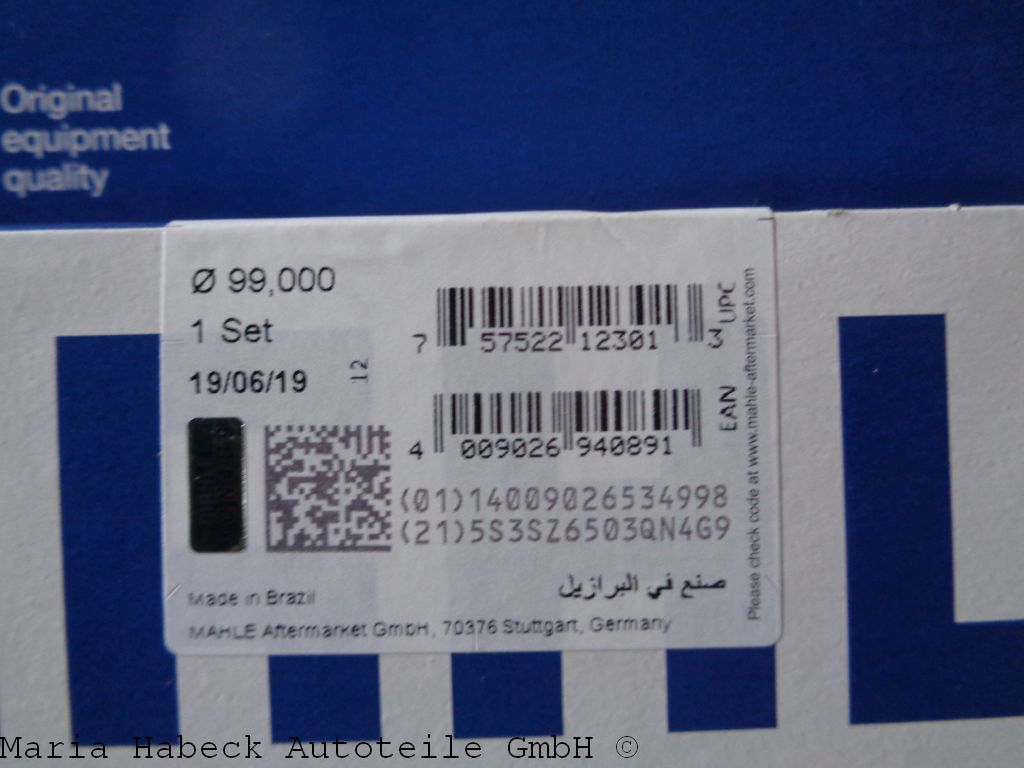 Original
equipment
quality
Ø 99,000
1 Set
19/06/19
12
7 57522 12301 3
UPC
4 009026 940891
EAN
(01)14009026534998
(21)5S3SZ6503QN4G9
صنع في البرازيل
Made in Brazil
MAHLE Aftermarket GmbH, 70376 Stuttgart, Germany
Please check code at www.mahle-aftermarket.com
Maria Habeck Autoteile GmbH ©